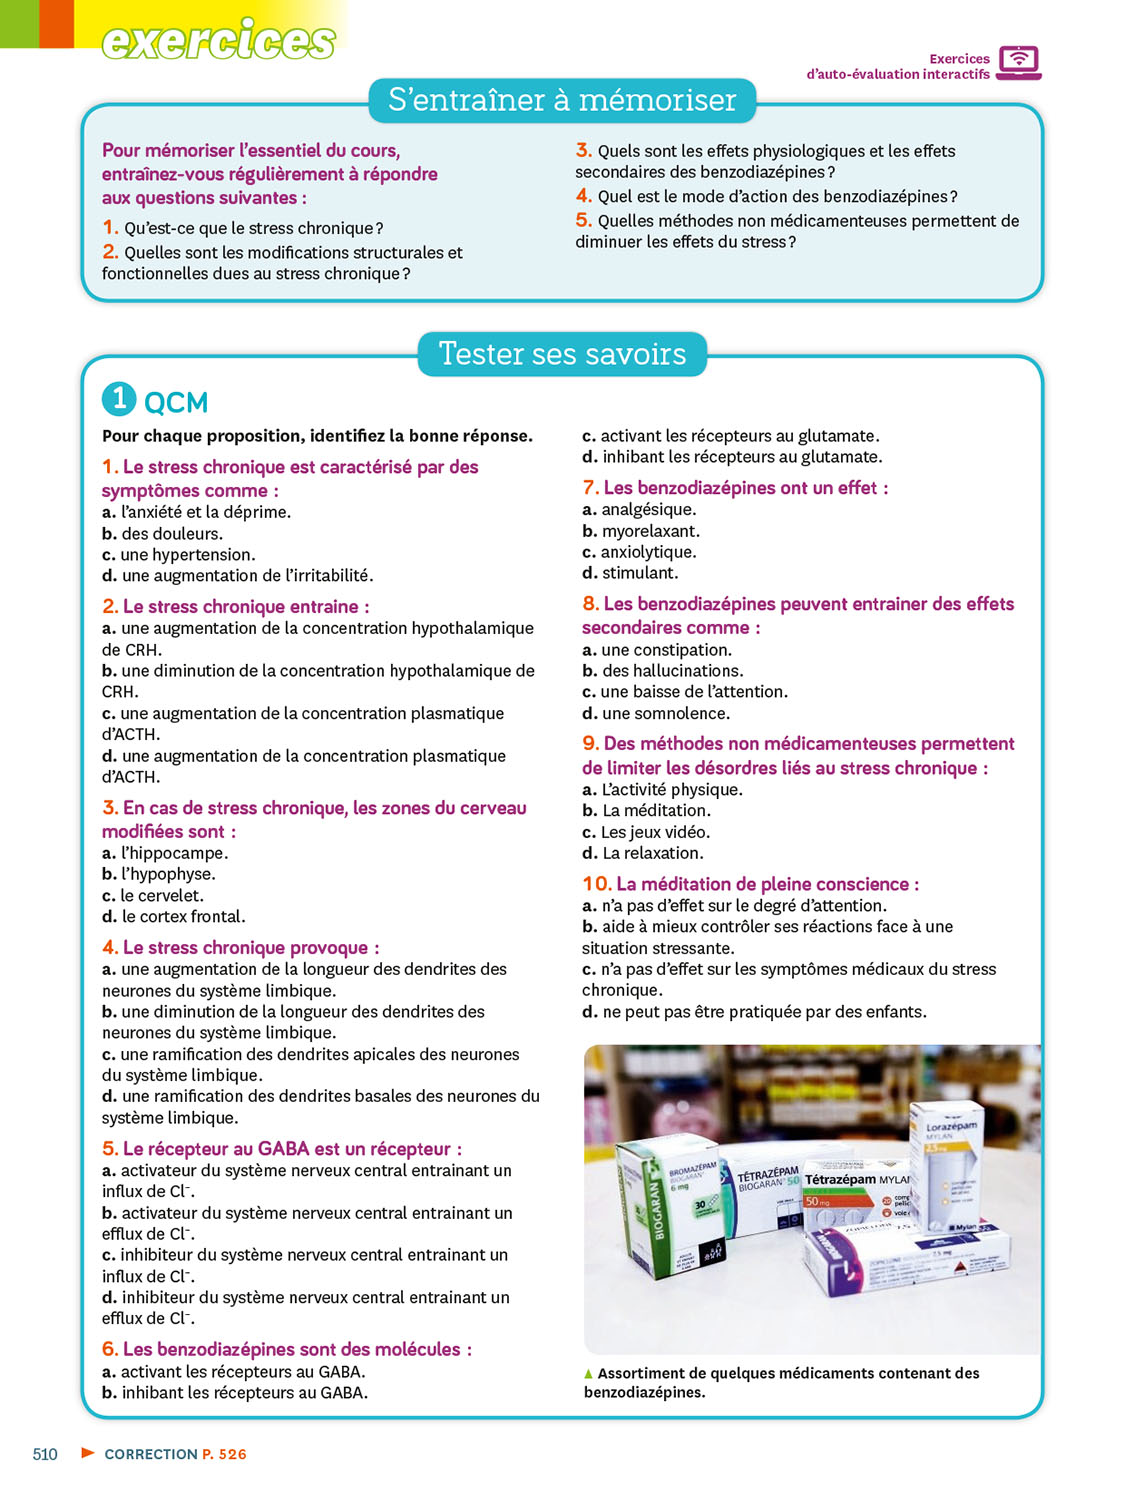 exercices
Exercices
d'auto-évaluation interactifs
S'entraîner à mémoriser
Pour mémoriser l'essentiel du cours,
entraînez-vous régulièrement à répondre
aux questions suivantes :
1. Qu'est-ce que le stress chronique ?
2. Quelles sont les modifications structurales et
fonctionnelles dues au stress chronique ?
3. Quels sont les effets physiologiques et les effets
secondaires des benzodiazépines ?
4. Quel est le mode d'action des benzodiazépines ?
5. Quelles méthodes non médicamenteuses permettent de
diminuer les effets du stress ?
Tester ses savoirs
1 QCM
Pour chaque proposition, identifiez la bonne réponse.
1. Le stress chronique est caractérisé par des
symptômes comme :
a. l'anxiété et la déprime.
b. des douleurs.
c. une hypertension.
d. une augmentation de l'irritabilité.
2. Le stress chronique entraine :
a. une augmentation de la concentration hypothalamique
de CRH.
b. une diminution de la concentration hypothalamique de
CRH.
c. une augmentation de la concentration plasmatique
d'ACTH.
d. une augmentation de la concentration plasmatique
d'ACTH.
3. En cas de stress chronique, les zones du cerveau
modifiées sont :
a. l'hippocampe.
b. l'hypophyse.
c. le cervelet.
d. le cortex frontal.
4. Le stress chronique provoque :
a. une augmentation de la longueur des dendrites des
neurones du système limbique.
b. une diminution de la longueur des dendrites des
neurones du système limbique.
c. une ramification des dendrites apicales des neurones
du système limbique.
d. une ramification des dendrites basales des neurones du
système limbique.
5. Le récepteur au GABA est un récepteur :
a. activateur du système nerveux central entrainant un
influx de Cl⁻.
b. activateur du système nerveux central entrainant un
efflux de Cl⁻.
c. inhibiteur du système nerveux central entrainant un
influx de Cl⁻.
d. inhibiteur du système nerveux central entrainant un
efflux de Cl⁻.
6. Les benzodiazépines sont des molécules :
a. activant les récepteurs au GABA.
b. inhibant les récepteurs au GABA.
c. activant les récepteurs au glutamate.
d. inhibant les récepteurs au glutamate.
7. Les benzodiazépines ont un effet :
a. analgésique.
b. myorelaxant.
c. anxiolytique.
d. stimulant.
8. Les benzodiazépines peuvent entrainer des effets
secondaires comme :
a. une constipation.
b. des hallucinations.
c. une baisse de l'attention.
d. une somnolence.
9. Des méthodes non médicamenteuses permettent
de limiter les désordres liés au stress chronique :
a. L'activité physique.
b. La méditation.
c. Les jeux vidéo.
d. La relaxation.
10. La méditation de pleine conscience :
a. n'a pas d'effet sur le degré d'attention.
b. aide à mieux contrôler ses réactions face à une
situation stressante.
c. n'a pas d'effet sur les symptômes médicaux du stress
chronique.
d. ne peut pas être pratiquée par des enfants.
BROMAZÉPAM
BIOGARAN
6 mg
30
BIOGARAN
TÉTRAZÉPAM
BIOGARAN 50
Tétrazépam MYLAN
50 mg
20
Lorazépam
MYLAN
2,5 mg
Mylan
7,5 mg
▲ Assortiment de quelques médicaments contenant des
benzodiazépines.
510 ► CORRECTION P. 526